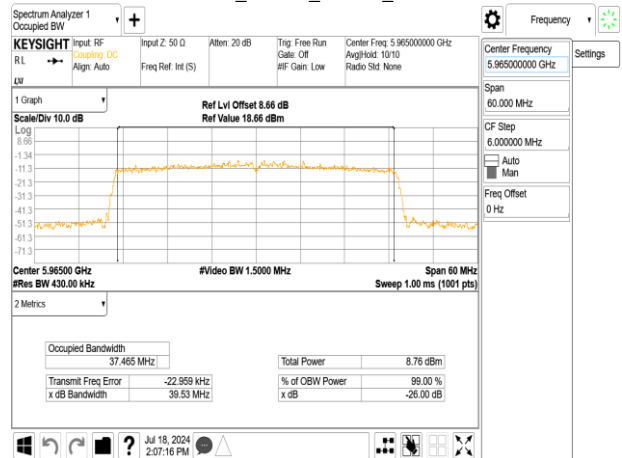 Spectrum Analyzer 1
Occupied BW
▼
+
Frequency
▼
KEYSIGHT
RL
Input: RF
Coupling: DC
Align: Auto
Input Z: 50 Ω
Freq Ref: Int (S)
Atten: 20 dB
Trig: Free Run
Gate: Off
#IF Gain: Low
Center Freq: 5.965000000 GHz
Avg|Hold: 10/10
Radio Std: None
Center Frequency
5.965000000 GHz
Settings
Span
60.000 MHz
CF Step
6.000000 MHz
Auto
Man
Freq Offset
0 Hz
1 Graph
▼
Scale/Div 10.0 dB
Ref Lvl Offset 8.66 dB
Ref Value 18.66 dBm
Log
8.66
-1.34
-11.3
-21.3
-31.3
-41.3
-51.3
-61.3
-71.3
Center 5.96500 GHz
#Res BW 430.00 kHz
#Video BW 1.5000 MHz
Span 60 MHz
Sweep 1.00 ms (1001 pts)
2 Metrics
▼
Occupied Bandwidth
37.465 MHz
Transmit Freq Error -22.959 kHz
x dB Bandwidth 39.53 MHz
Total Power 8.76 dBm
% of OBW Power 99.00 %
x dB -26.00 dB
?
Jul 18, 2024
2:07:16 PM